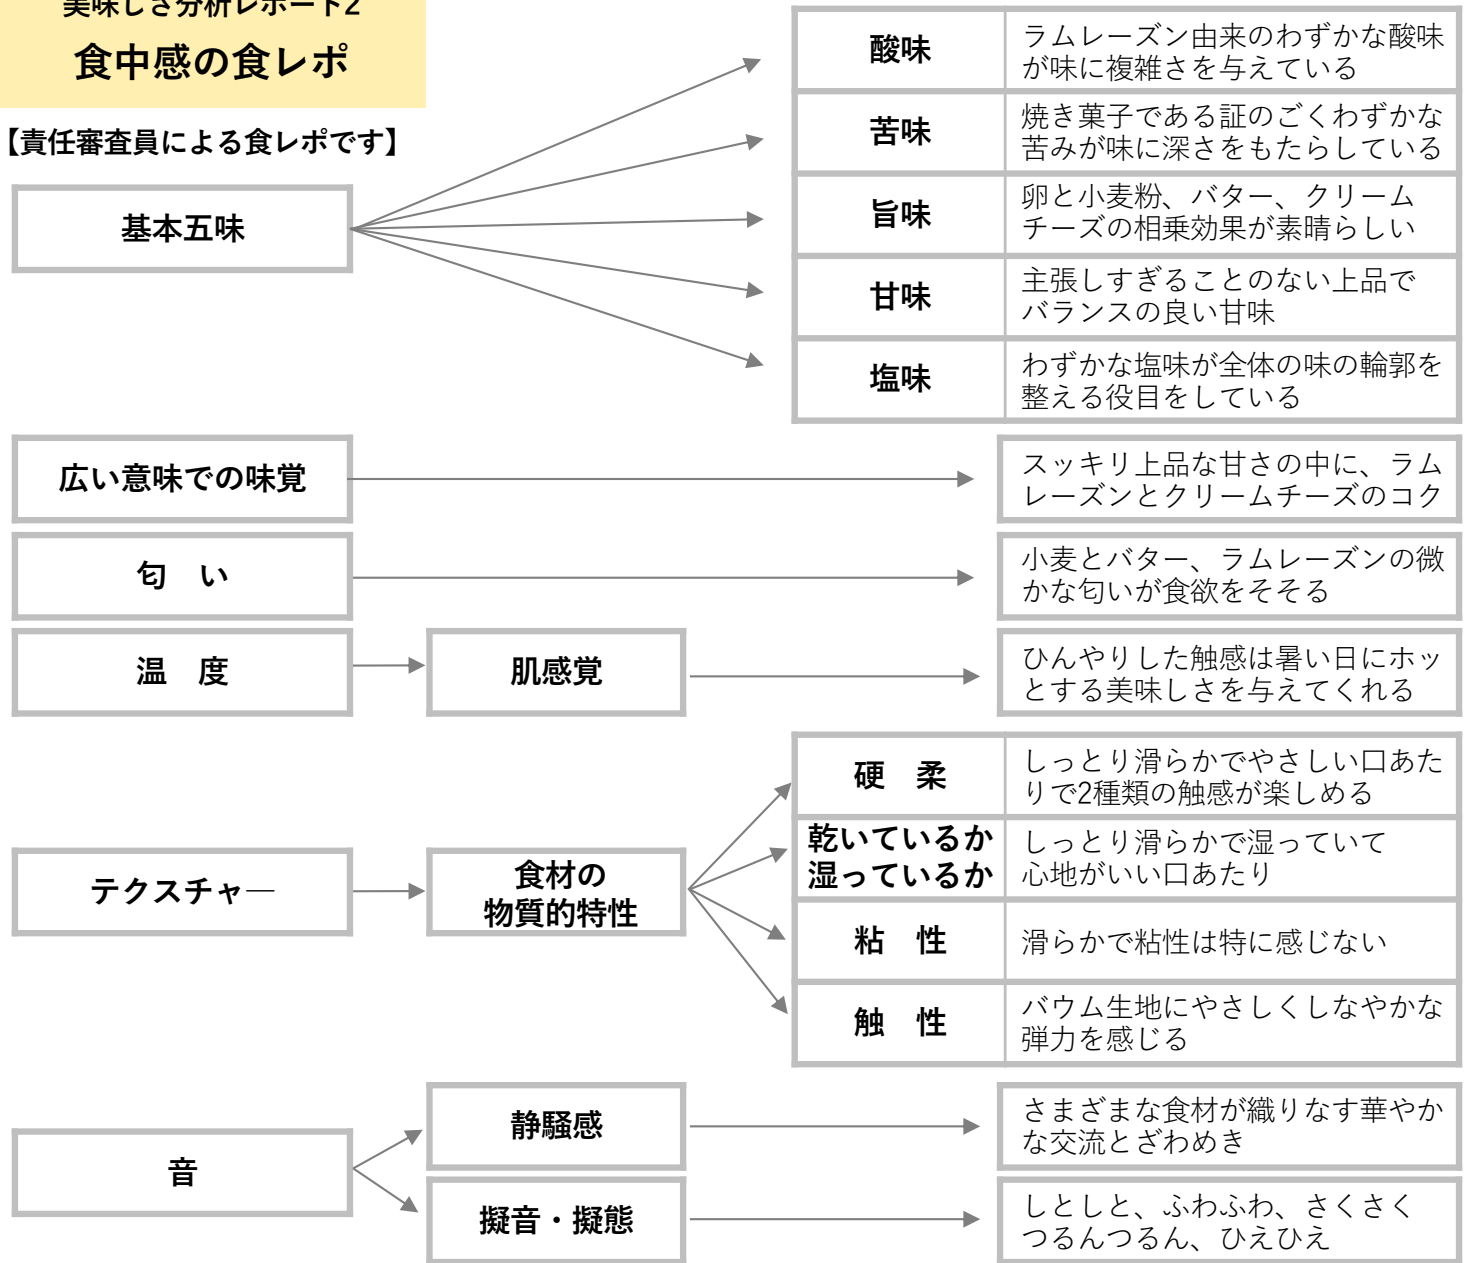 美味しさ分析レポート2
食中感の食レポ
【責任審査員による食レポです】
基本五味
酸味
ラムレーズン由来のわずかな酸味
が味に複雑さを与えている
苦味
焼き菓子である証のごくわずかな
苦みが味に深さをもたらしている
旨味
卵と小麦粉、バター、クリーム
チーズの相乗効果が素晴らしい
甘味
主張しすぎることのない上品で
バランスの良い甘味
塩味
わずかな塩味が全体の味の輪郭を
整える役目をしている
広い意味での味覚
スッキリ上品な甘さの中に、ラム
レーズンとクリームチーズのコク
匂　い
小麦とバター、ラムレーズンの微
かな匂いが食欲をそそる
温　度
肌感覚
ひんやりした触感は暑い日にホッ
とする美味しさを与えてくれる
テクスチャ―
食材の
物質的特性
硬　柔
しっとり滑らかでやさしい口あた
りで2種類の触感が楽しめる
乾いているか
湿っているか
しっとり滑らかで湿っていて
心地がいい口あたり
粘　性
滑らかで粘性は特に感じない
触　性
バウム生地にやさしくしなやかな
弾力を感じる
音
静騒感
さまざまな食材が織りなす華やか
な交流とざわめき
擬音・擬態
しとしと、ふわふわ、さくさく
つるんつるん、ひえひえ